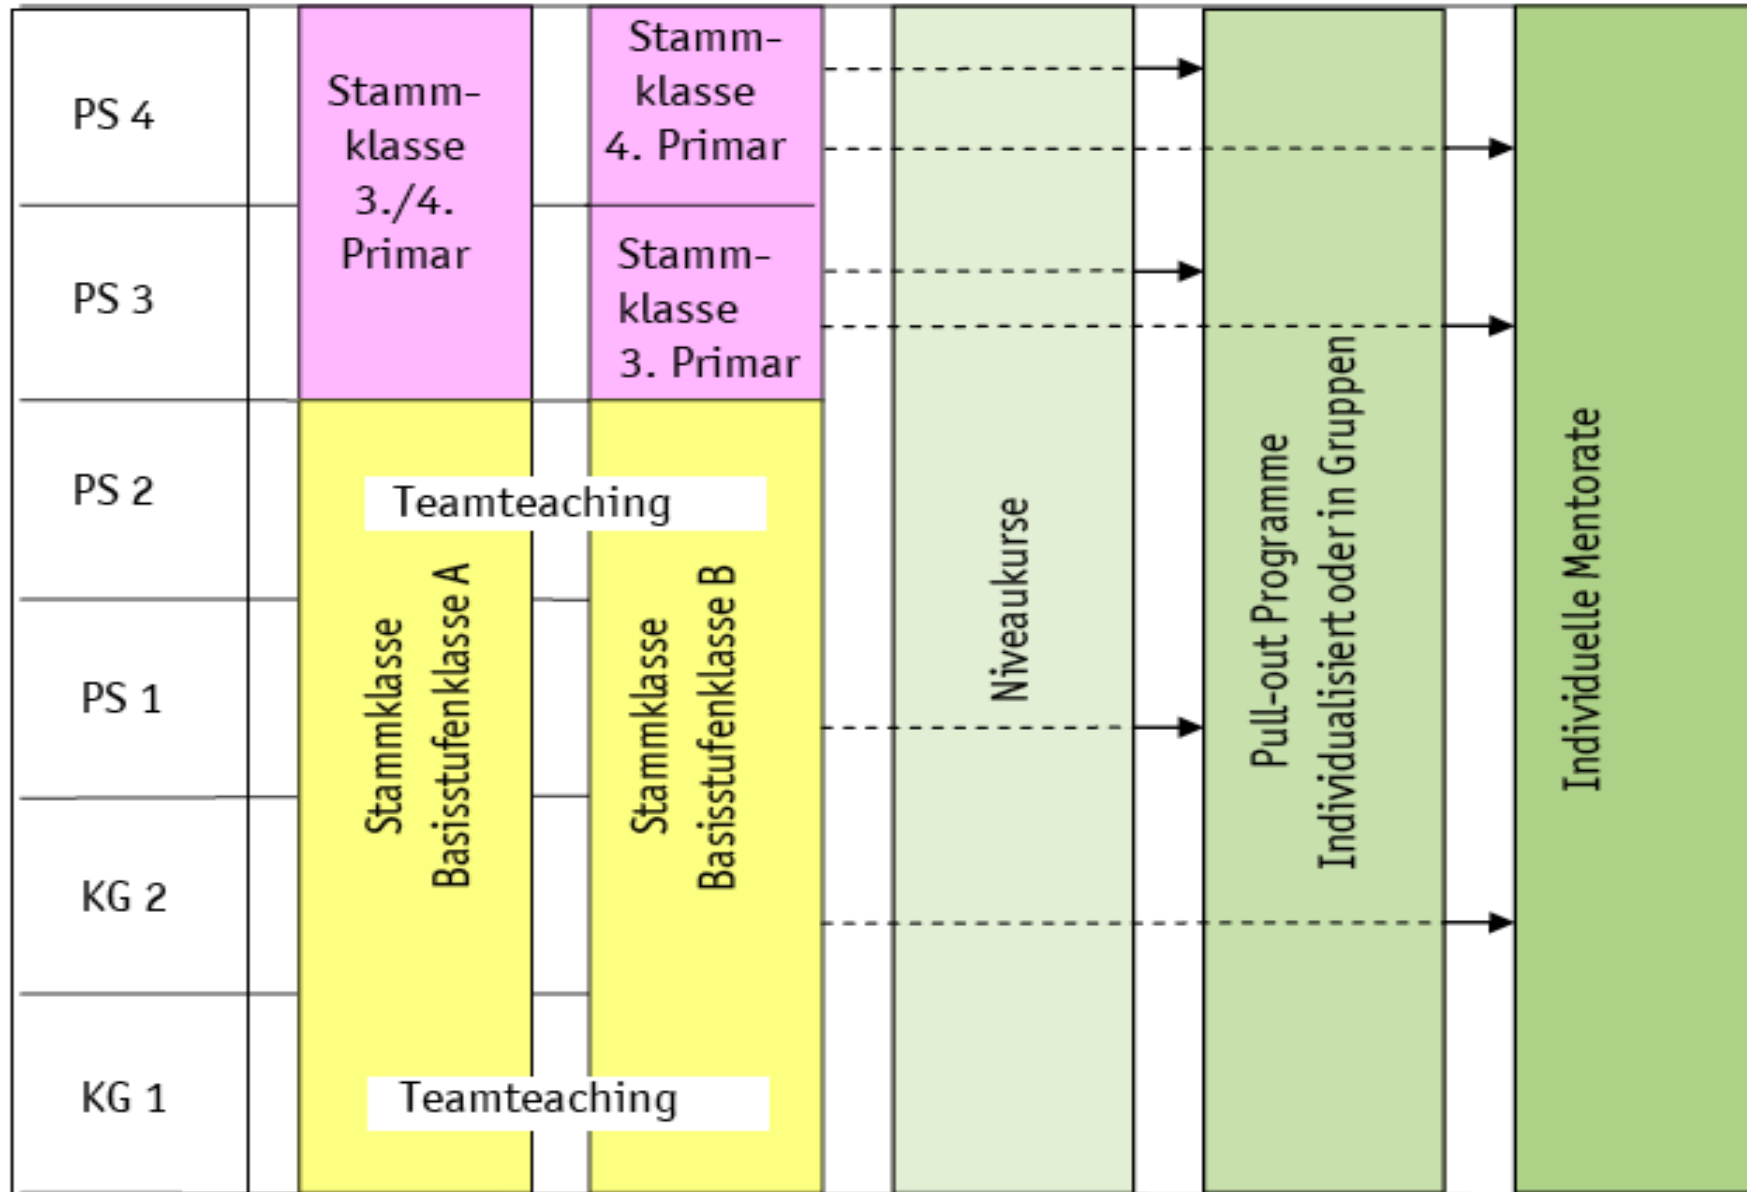 PS 4
PS 3
PS 2
PS 1
KG 2
KG 1
Stamm-
klasse
3./4.
Primar
Stamm-
klasse
4. Primar
Stamm-
klasse
3. Primar
Teamteaching
Stammklasse
Basisstufenklasse A
Stammklasse
Basisstufenklasse B
Teamteaching
Niveaukurse
Pull-out Programme
Individualisiert oder in Gruppen
Individuelle Mentorate